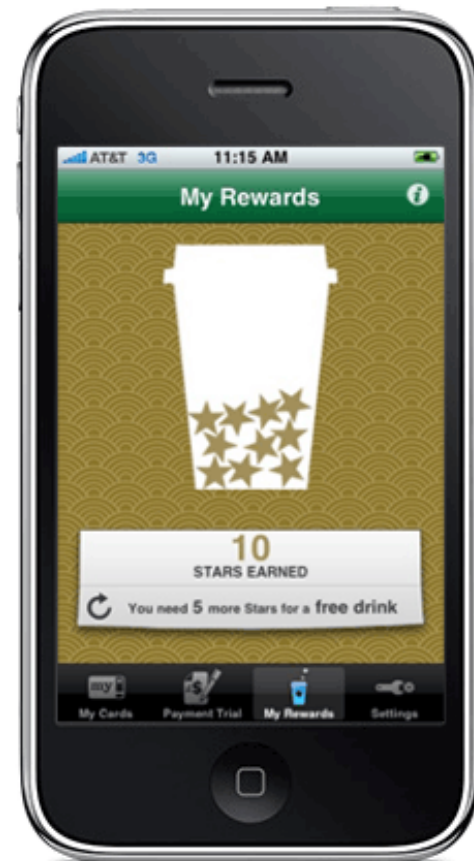 AT&T 3G 11:15 AM
My Rewards
10
STARS EARNED
You need 5 more Stars for a free drink
my
$
My Cards Payment Trial My Rewards Settings